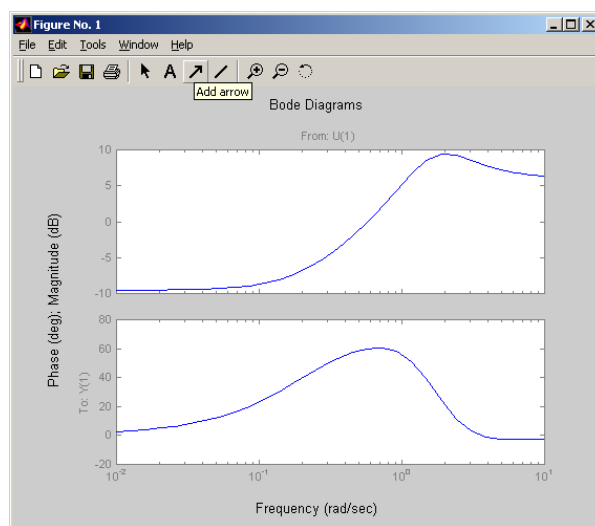 Figure No. 1
File Edit Tools Window Help
A
Add arrow
Bode Diagrams
From: U(1)
10
5
0
-5
-10
Phase (deg); Magnitude (dB)
To: Y(1)
80
60
40
20
0
-20
10^-2 10^-1 10^0 10^1
Frequency (rad/sec)